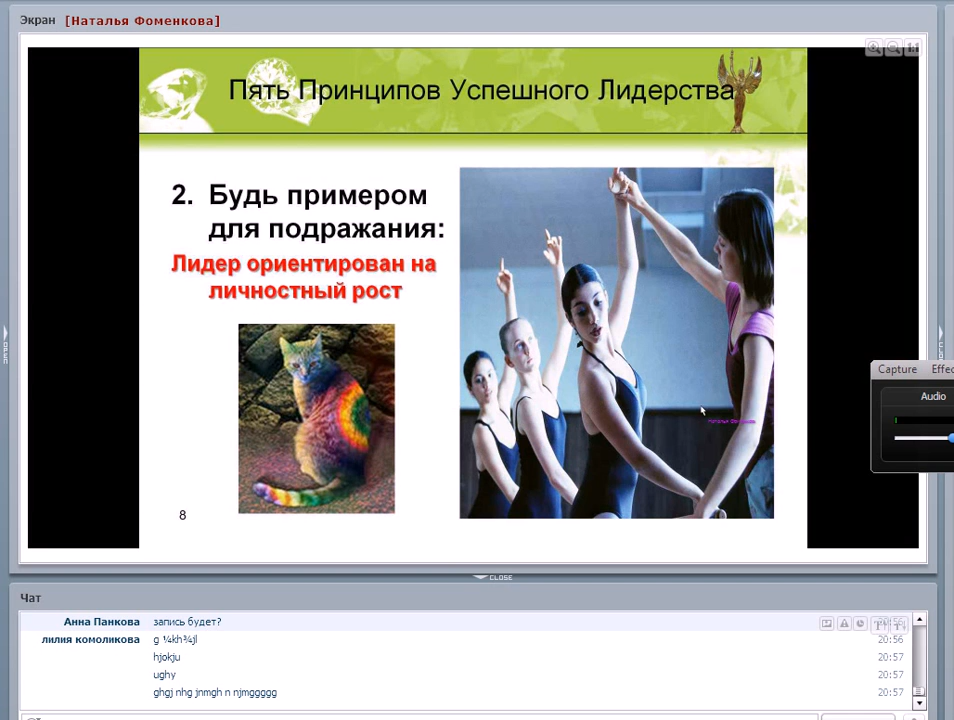 Экран [Наталья Фоменкова]
Пять Принципов Успешного Лидерства
2. Будь примером
для подражания:
Лидер ориентирован на
личностный рост
8
Capture
Audio
CLOSE
Чат
Анна Панкова запись будет?
лилия комоликова g ¼kh¾jl 20:56
hjokju 20:57
ughy 20:57
ghgj nhg jnmgh n njmggggg 20:57